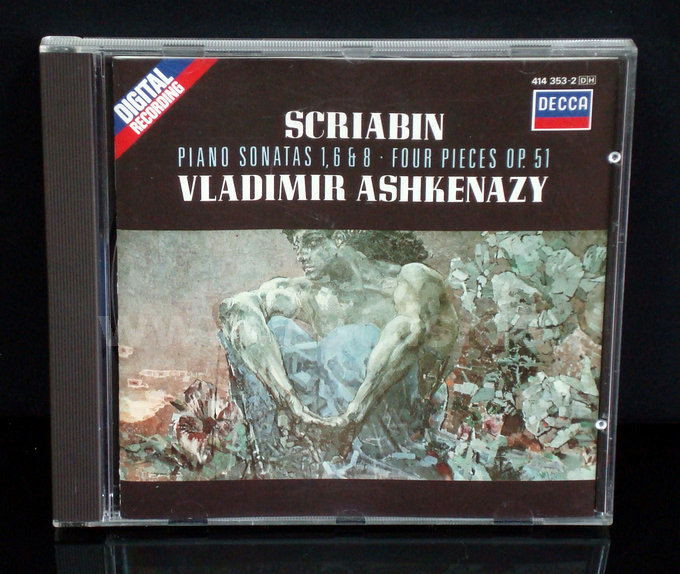 DIGITAL
RECORDING
414 353-2 DH
DECCA
SCRIABIN
PIANO SONATAS 1, 6 & 8 · FOUR PIECES OP. 51
VLADIMIR ASHKENAZY